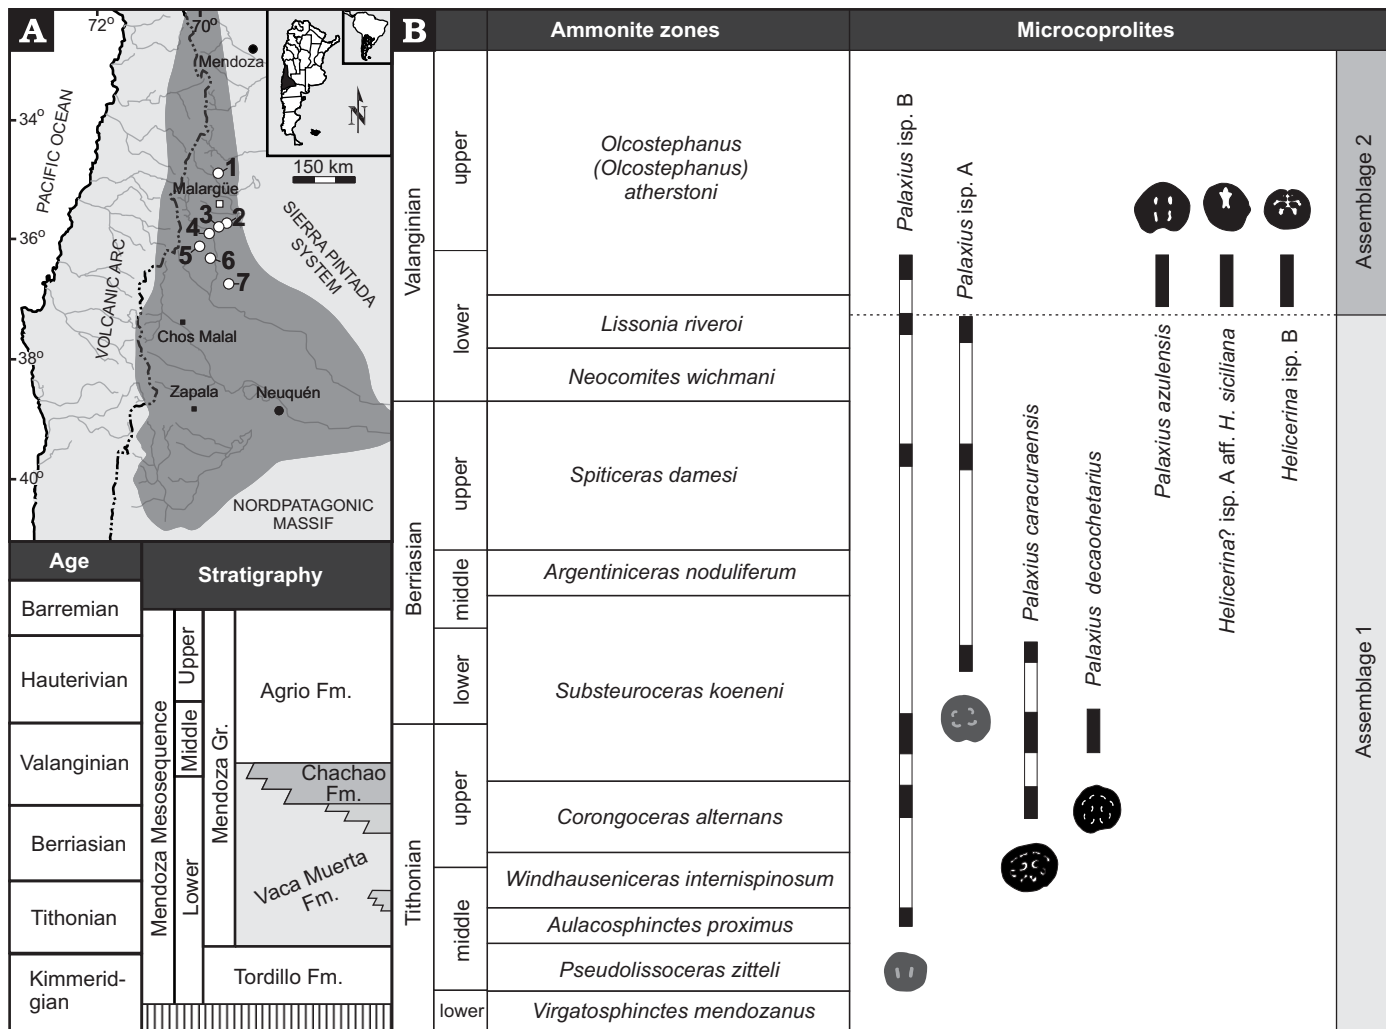 A
72°
70°
Mendoza
N
34°
36°
38°
40°
PACIFIC OCEAN
VOLCANIC ARC
150 km
1
Malargüe
3
2
4
5
6
7
SIERRA PINTADA
SYSTEM
Chos Malal
Zapala
Neuquén
NORDPATAGONIC
MASSIF
Age
Stratigraphy
Barremian
Hauterivian
Valanginian
Berriasian
Tithonian
Kimmerid-
gian
Mendoza Mesosequence
Upper
Middle
Lower
Mendoza Gr.
Agrio Fm.
Chachao
Fm.
Vaca Muerta
Fm.
Tordillo Fm.
B
Ammonite zones
Microcoprolites
Valanginian
upper
lower
Olcostephanus
(Olcostephanus)
atherstoni
Lissonia riveroi
Neocomites wichmani
Berriasian
upper
middle
lower
Spiticeras damesi
Argentiniceras noduliferum
Substeuroceras koeneni
Tithonian
upper
middle
lower
Corongoceras alternans
Windhauseniceras internispinosum
Aulacosphinctes proximus
Pseudolissoceras zitteli
Virgatosphinctes mendozanus
Palaxius isp. B
Palaxius isp. A
Palaxius caracuraensis
Palaxius decaochetarius
Palaxius azulensis
Helicerina? isp. A aff. H. siciliana
Helicerina isp. B
Assemblage 2
Assemblage 1